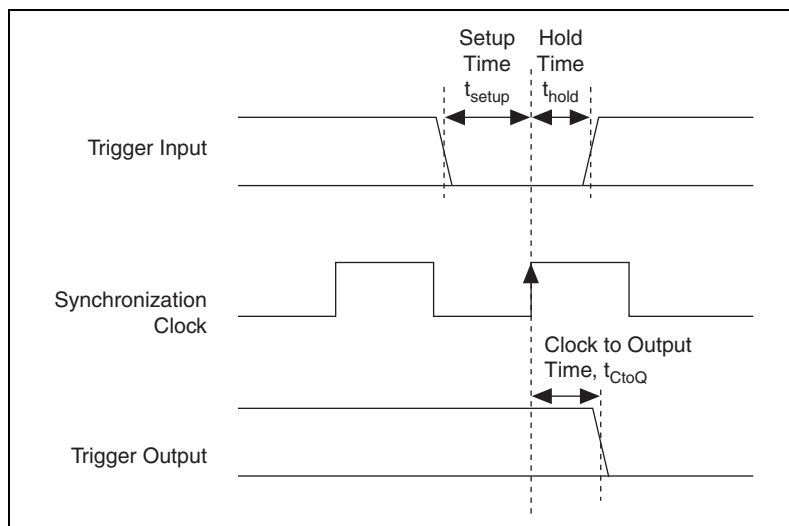 Setup
Time
t_setup
Hold
Time
t_hold
Trigger Input
Synchronization
Clock
Clock to Output
Time, t_CtoQ
Trigger Output